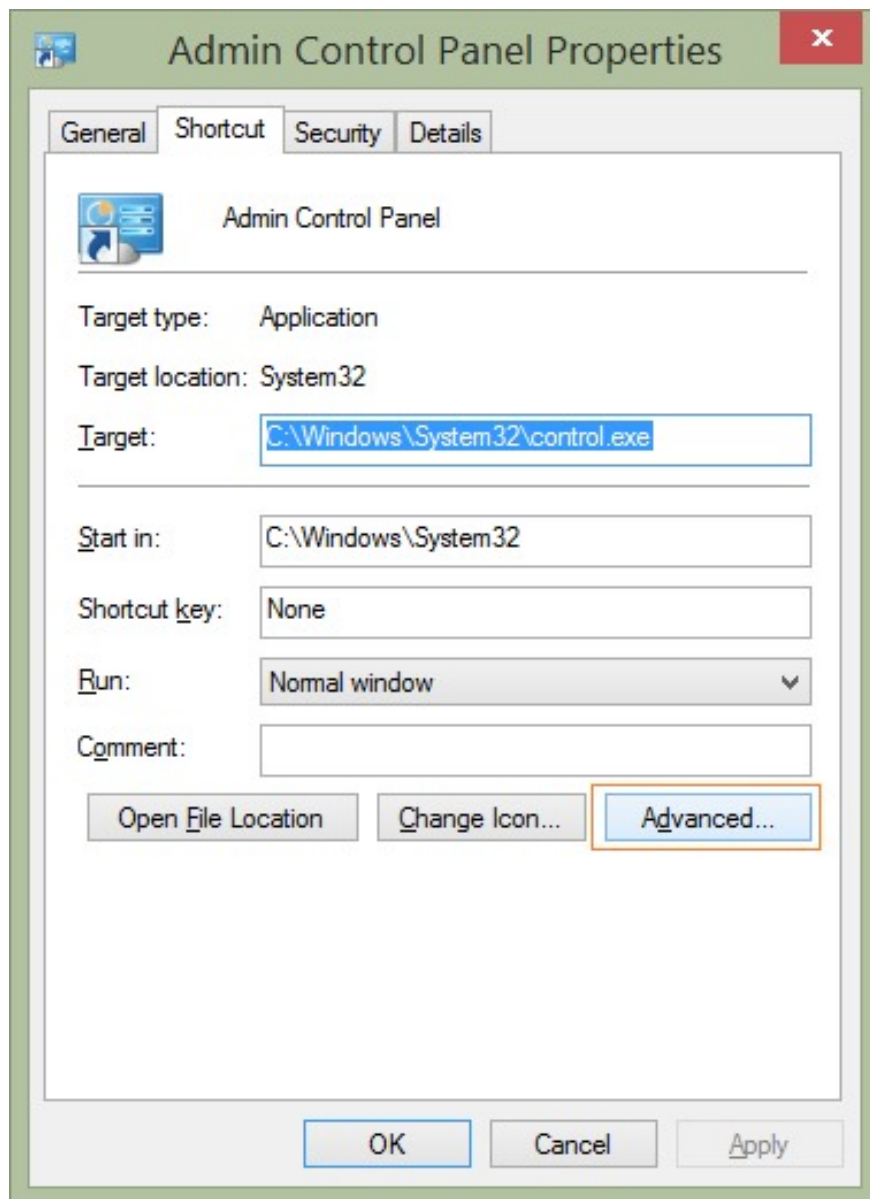 Admin Control Panel Properties
General Shortcut Security Details
Admin Control Panel
Target type: Application
Target location: System32
Target: C:\Windows\System32\control.exe
Start in: C:\Windows\System32
Shortcut key: None
Run: Normal window
Comment:
Open File Location Change Icon... Advanced...
OK Cancel Apply